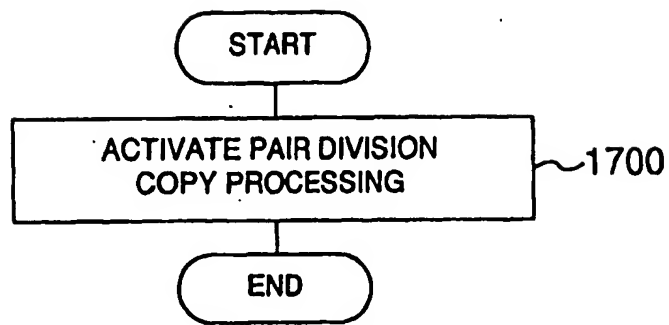 START
ACTIVATE PAIR DIVISION
COPY PROCESSING
1700
END